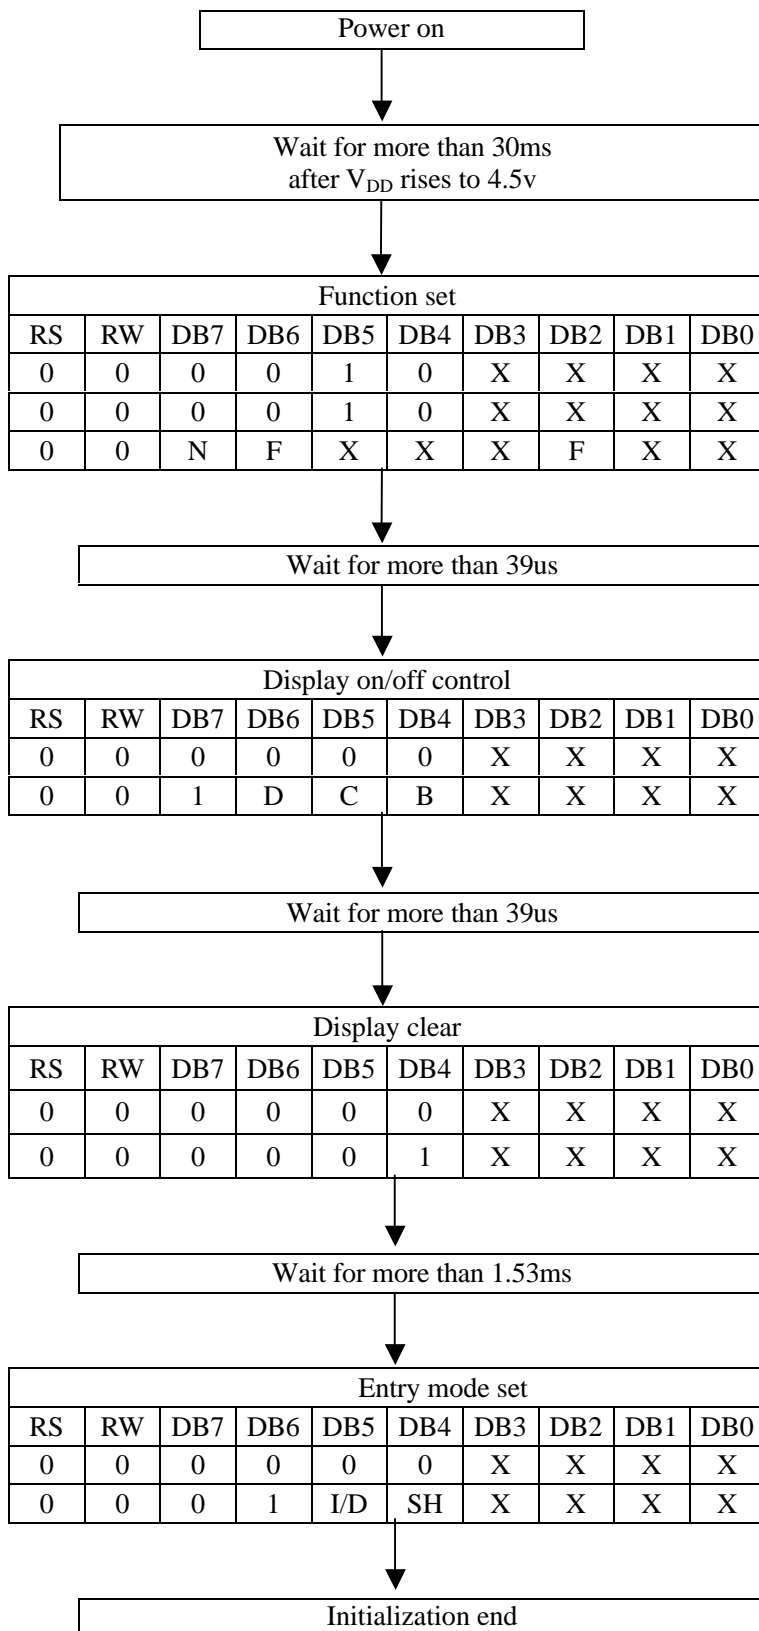 Power on
Wait for more than 30ms
after VDD rises to 4.5v
Function set
RS RW DB7 DB6 DB5 DB4 DB3 DB2 DB1 DB0
0 0 0 0 1 0 X X X X
0 0 0 0 1 0 X X X X
0 0 N F X X X F X X
Wait for more than 39us
Display on/off control
RS RW DB7 DB6 DB5 DB4 DB3 DB2 DB1 DB0
0 0 0 0 0 0 X X X X
0 0 1 D C B X X X X
Wait for more than 39us
Display clear
RS RW DB7 DB6 DB5 DB4 DB3 DB2 DB1 DB0
0 0 0 0 0 0 X X X X
0 0 0 0 0 1 X X X X
Wait for more than 1.53ms
Entry mode set
RS RW DB7 DB6 DB5 DB4 DB3 DB2 DB1 DB0
0 0 0 0 0 0 X X X X
0 0 0 1 I/D SH X X X X
Initialization end